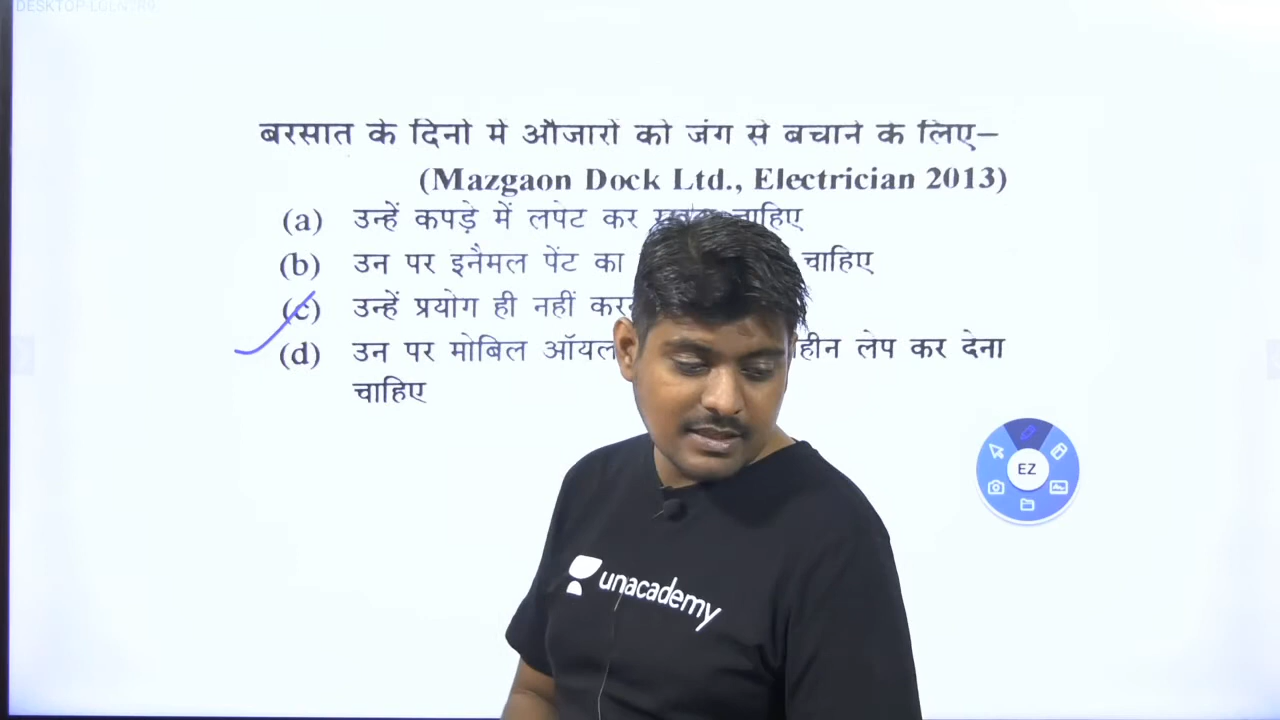 बरसात के दिनों में औजारों को जंग से बचाने के लिए–
(Mazgaon Dock Ltd., Electrician 2013)
(a) उन्हें कपड़े में लपेट कर चाहिए
(b) उन पर इनैमल पेंट का चाहिए
(c) उन्हें प्रयोग ही नहीं
(d) उन पर मोबिल ऑयल लेप कर देना
चाहिए
EZ
unacademy